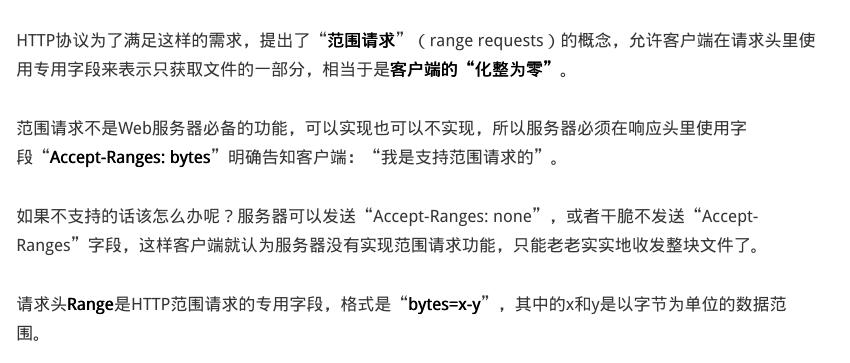 HTTP协议为了满足这样的需求，提出了“范围请求”（range requests）的概念，允许客户端在请求头里使
用专用字段来表示只获取文件的一部分，相当于是客户端的“化整为零”。
范围请求不是Web服务器必备的功能，可以实现也可以不实现，所以服务器必须在响应头里使用字
段“Accept-Ranges: bytes”明确告知客户端：“我是支持范围请求的”。
如果不支持的话该怎么办呢？服务器可以发送“Accept-Ranges: none”，或者干脆不发送“Accept-
Ranges”字段，这样客户端就认为服务器没有实现范围请求功能，只能老老实实地收发整块文件了。
请求头Range是HTTP范围请求的专用字段，格式是“bytes=x-y”，其中的x和y是以字节为单位的数据范
围。